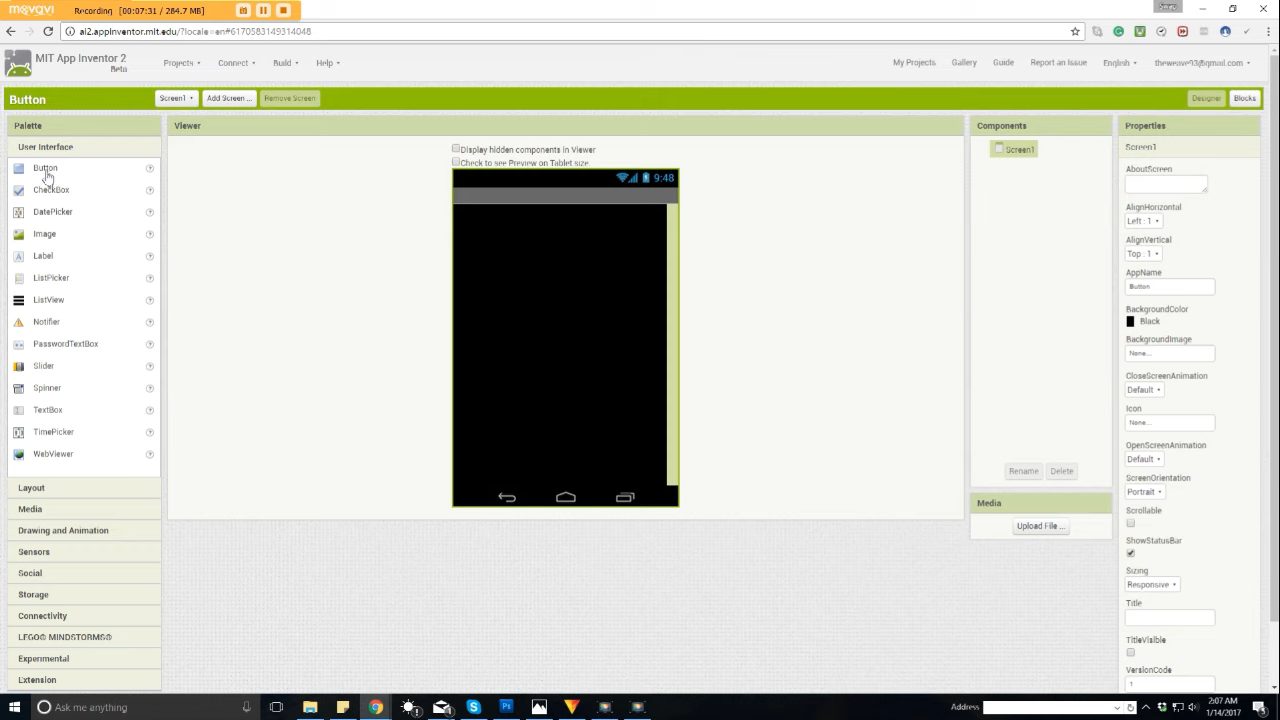 movavi
Recording (00:07:31 / 284.7 MB)
ai2.appinventor.mit.edu/?locale=en#6170583149314048
MIT App Inventor 2
Beta
Projects
Connect
Build
Help
My Projects
Gallery
Guide
Report an Issue
English
theweave93@gmail.com
Button
Screen1
Add Screen ...
Remove Screen
Designer
Blocks
Palette
User Interface
Button
CheckBox
DatePicker
Image
Label
ListPicker
ListView
Notifier
PasswordTextBox
Slider
Spinner
TextBox
TimePicker
WebViewer
Layout
Media
Drawing and Animation
Sensors
Social
Storage
Connectivity
LEGO® MINDSTORMS®
Experimental
Extension
Viewer
Display hidden components in Viewer
Check to see Preview on Tablet size.
9:48
Components
Screen1
Rename
Delete
Media
Upload File ...
Properties
Screen1
AboutScreen
AlignHorizontal
Left : 1
AlignVertical
Top : 1
AppName
Button
BackgroundColor
Black
BackgroundImage
None...
CloseScreenAnimation
Default
Icon
None...
OpenScreenAnimation
Default
ScreenOrientation
Portrait
Scrollable
ShowStatusBar
Sizing
Responsive
Title
TitleVisible
VersionCode
1
Ask me anything
Address
2:07 AM
1/14/2017